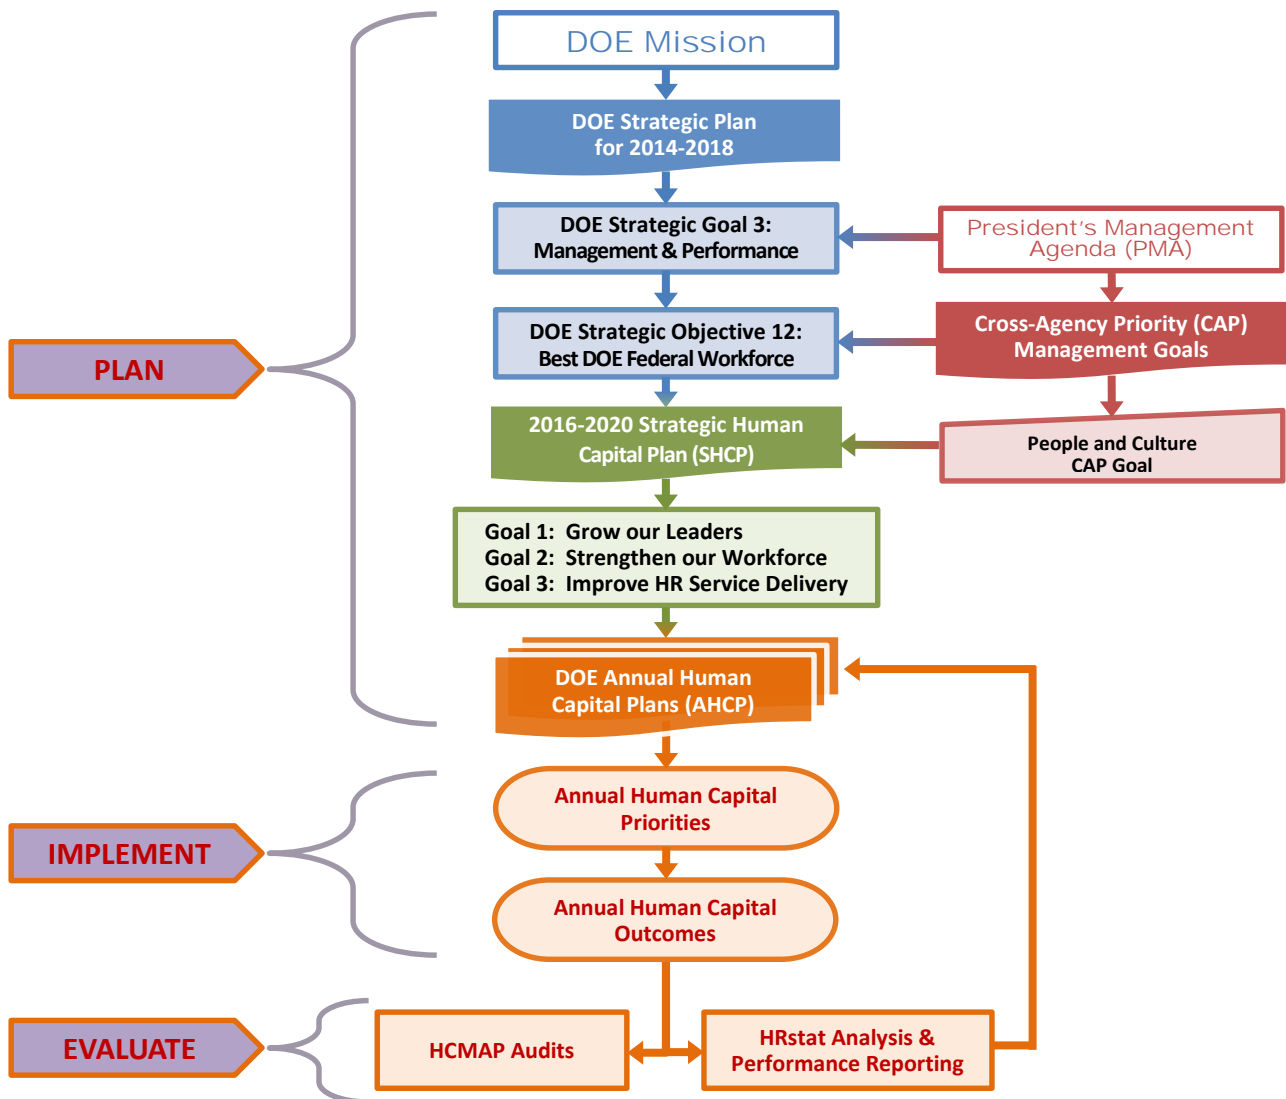 DOE Mission
DOE Strategic Plan
for 2014-2018
DOE Strategic Goal 3:
Management & Performance
President's Management
Agenda (PMA)
DOE Strategic Objective 12:
Best DOE Federal Workforce
Cross-Agency Priority (CAP)
Management Goals
PLAN
2016-2020 Strategic Human
Capital Plan (SHCP)
People and Culture
CAP Goal
Goal 1: Grow our Leaders
Goal 2: Strengthen our Workforce
Goal 3: Improve HR Service Delivery
DOE Annual Human
Capital Plans (AHCP)
Annual Human Capital
Priorities
IMPLEMENT
Annual Human Capital
Outcomes
EVALUATE
HCMAP Audits
HRstat Analysis &
Performance Reporting